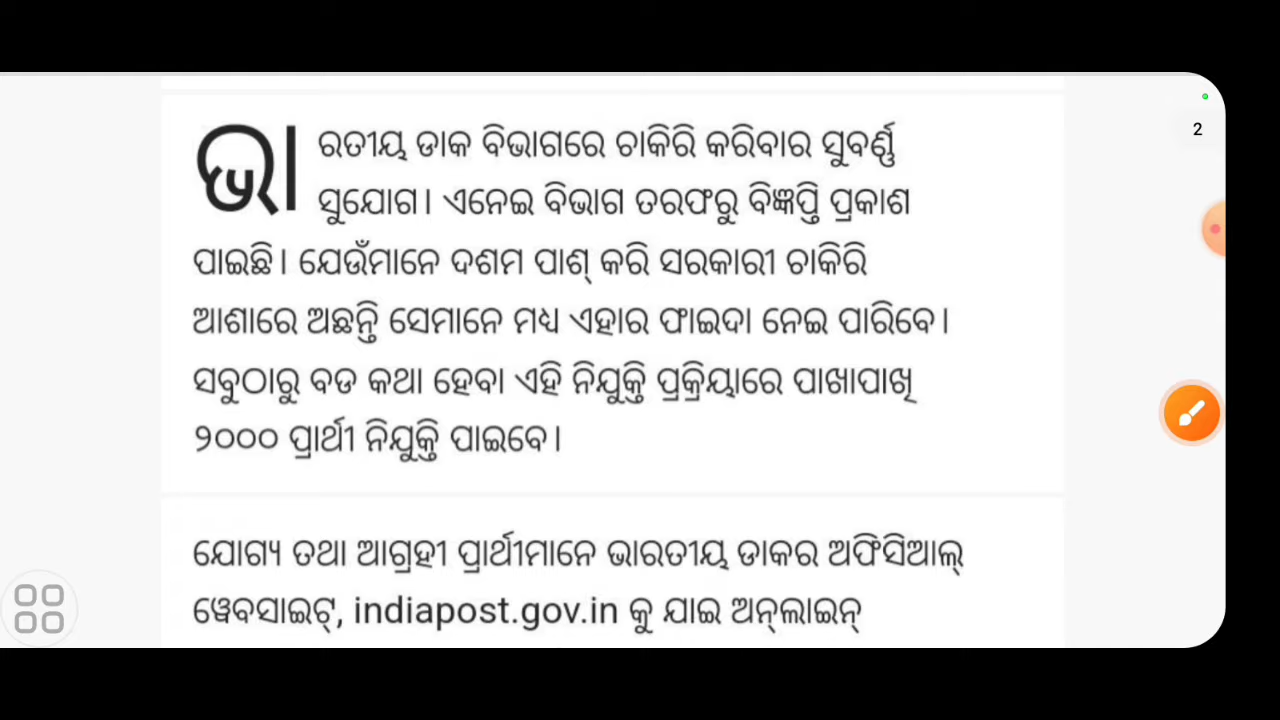 ଭାରତୀୟ ଡାକ ବିଭାଗରେ ଚାକିରି କରିବାର ସୁବର୍ଣ୍ଣ
ସୁଯୋଗ। ଏନେଇ ବିଭାଗ ତରଫରୁ ବିଜ୍ଞପ୍ତି ପ୍ରକାଶ
ପାଇଛି। ଯେଉଁମାନେ ଦଶମ ପାଶ୍ କରି ସରକାରୀ ଚାକିରି
ଆଶାରେ ଅଛନ୍ତି ସେମାନେ ମଧ୍ୟ ଏହାର ଫାଇଦା ନେଇ ପାରିବେ।
ସବୁଠାରୁ ବଡ କଥା ହେବା ଏହି ନିଯୁକ୍ତି ପ୍ରକ୍ରିୟାରେ ପାଖାପାଖି
୨୦୦୦ ପ୍ରାର୍ଥୀ ନିଯୁକ୍ତି ପାଇବେ।
ଯୋଗ୍ୟ ତଥା ଆଗ୍ରହୀ ପ୍ରାର୍ଥୀମାନେ ଭାରତୀୟ ଡାକର ଅଫିସିଆଲ୍
ୱେବସାଇଟ୍, indiapost.gov.in କୁ ଯାଇ ଅନ୍‌ଲାଇନ୍
2